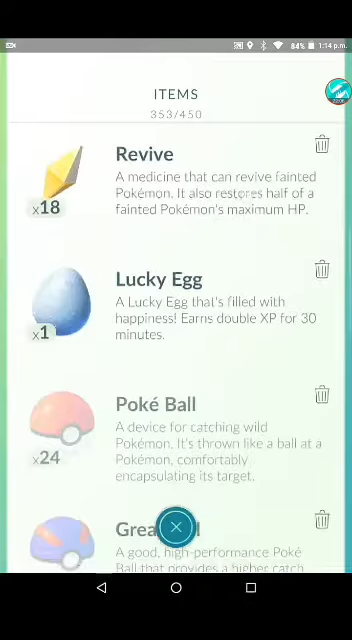 84% 1:14 p.m.
ITEMS
353/450
Revive
A medicine that can revive fainted
Pokémon. It also restores half of a
fainted Pokémon's maximum HP.
x18
Lucky Egg
A Lucky Egg that's filled with
happiness! Earns double XP for 30
minutes.
x1
Poké Ball
A device for catching wild
Pokémon. It's thrown like a ball at a
Pokémon, comfortably
encapsulating its target.
x24
A good, high-performance Poké
Ball that provides a higher catch